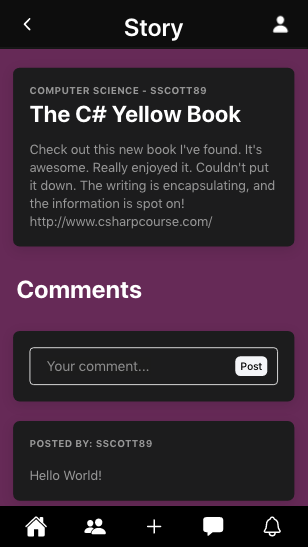 Story
COMPUTER SCIENCE - SSCOTT89
The C# Yellow Book
Check out this new book I've found. It's
awesome. Really enjoyed it. Couldn't put
it down. The writing is encapsulating, and
the information is spot on!
http://www.csharpcourse.com/
Comments
Your comment...
Post
POSTED BY: SSCOTT89
Hello World!